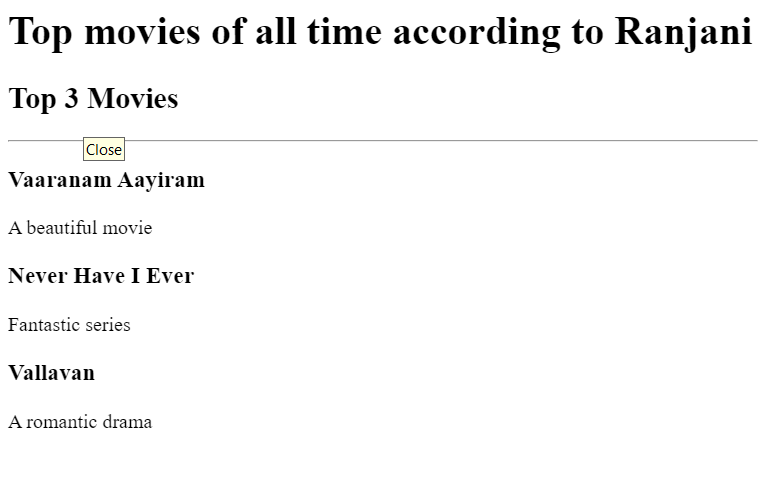 Top movies of all time according to Ranjani
Top 3 Movies
Close
Vaaranam Aayiram
A beautiful movie
Never Have I Ever
Fantastic series
Vallavan
A romantic drama